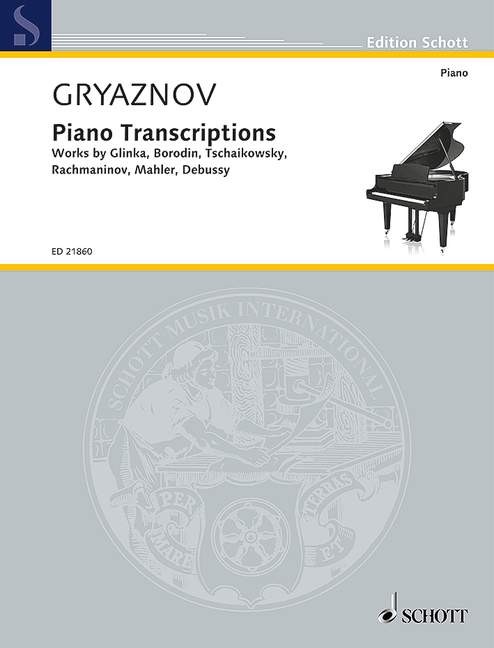 Edition Schott
Piano
GRYAZNOV
Piano Transcriptions
Works by Glinka, Borodin, Tschaikowsky,
Rachmaninov, Mahler, Debussy
ED 21860
SCHOTT MUSIK INTERNATIONAL
PER MARE
ET TERRAS
SCHOTT